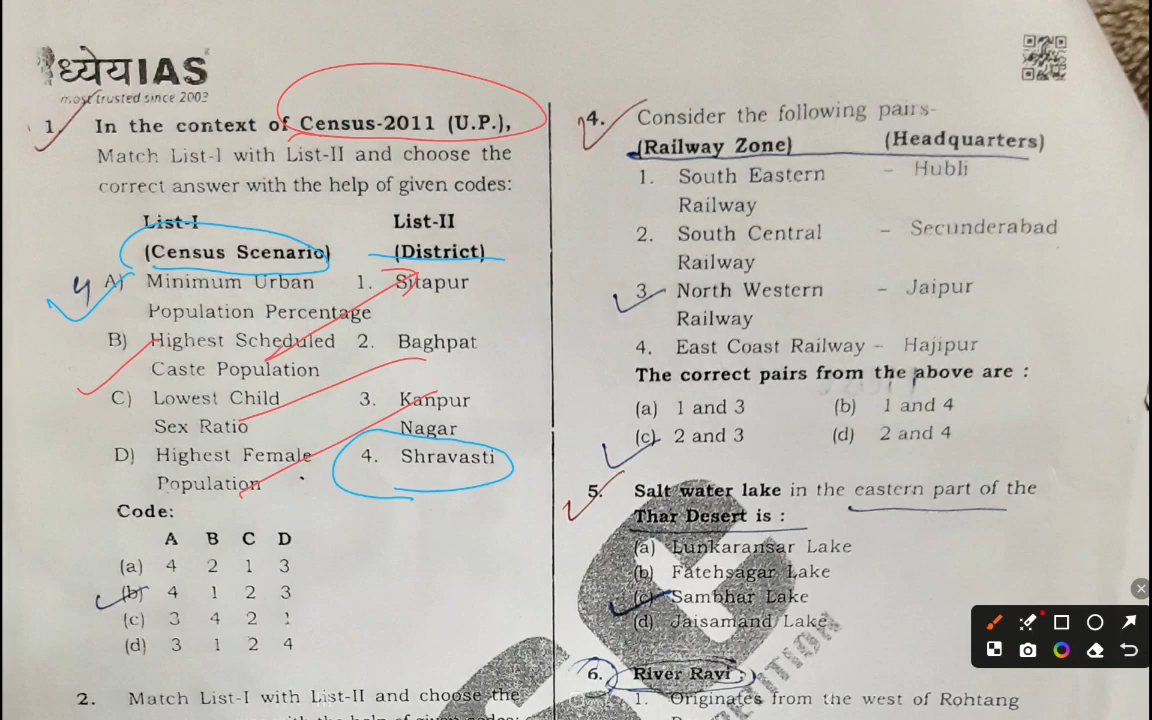 ध्येय IAS
most trusted since 2003
1. In the context of Census-2011 (U.P.),
Match List-I with List-II and choose the
correct answer with the help of given codes:
List-I List-II
(Census Scenario) (District)
4 A) Minimum Urban 1. Sitapur
Population Percentage
B) Highest Scheduled 2. Baghpat
Caste Population
C) Lowest Child 3. Kanpur
Sex Ratio Nagar
D) Highest Female 4. Shravasti
Population
Code:
A B C D
(a) 4 2 1 3
(b) 4 1 2 3
(c) 3 4 2 1
(d) 3 1 2 4
2. Match List-I with List-II and choose the
4. Consider the following pairs-
(Railway Zone) (Headquarters)
1. South Eastern - Hubli
Railway
2. South Central - Secunderabad
Railway
3. North Western - Jaipur
Railway
4. East Coast Railway - Hajipur
The correct pairs from the above are :
(a) 1 and 3 (b) 1 and 4
(c) 2 and 3 (d) 2 and 4
5. Salt water lake in the eastern part of the
Thar Desert is :
(a) Lunkaransar Lake
(b) Fatehsagar Lake
(c) Sambhar Lake
(d) Jaisamand Lake
6. River Ravi :
1. Originates from the west of Rohtang